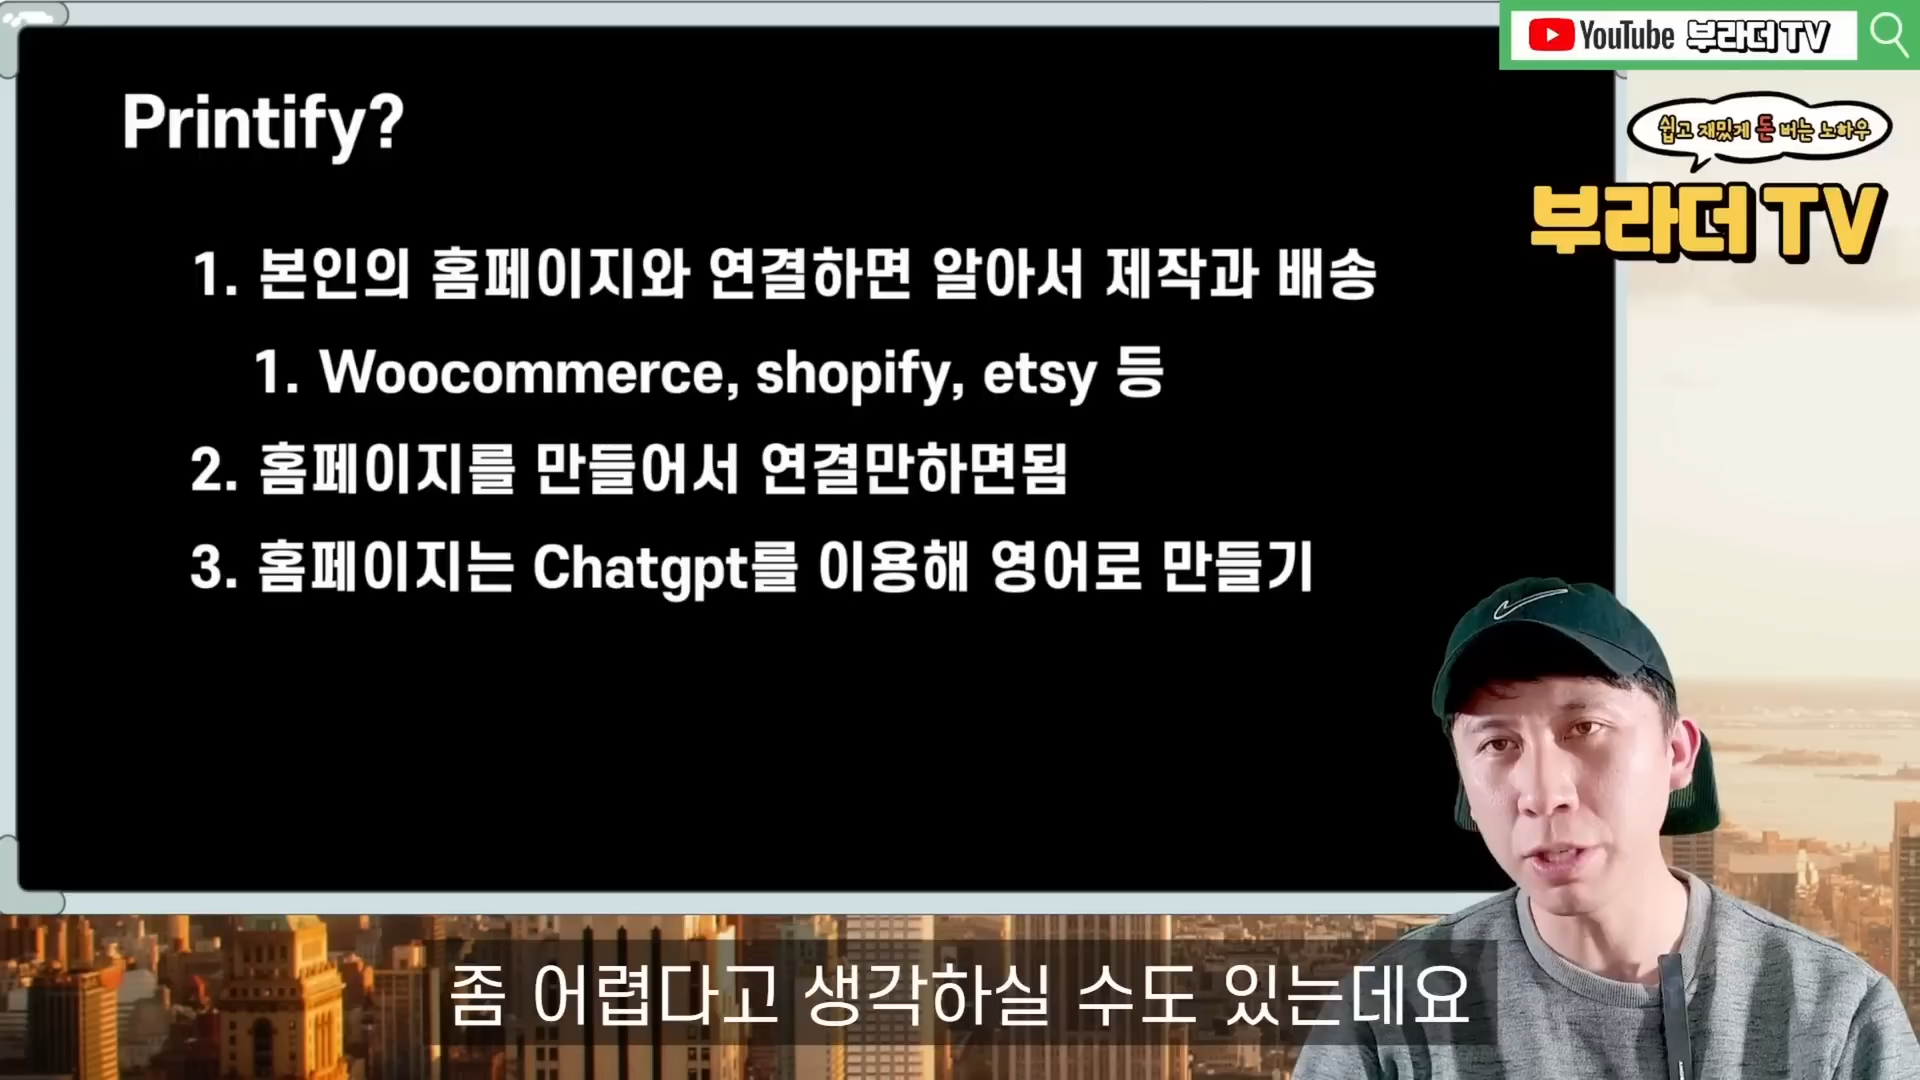 YouTube 부라더TV
쉽고 재밌게 돈 버는 노하우
부라더TV
Printify?
1. 본인의 홈페이지와 연결하면 알아서 제작과 배송
1. Woocommerce, shopify, etsy 등
2. 홈페이지를 만들어서 연결만하면됨
3. 홈페이지는 Chatgpt를 이용해 영어로 만들기
좀 어렵다고 생각하실 수도 있는데요